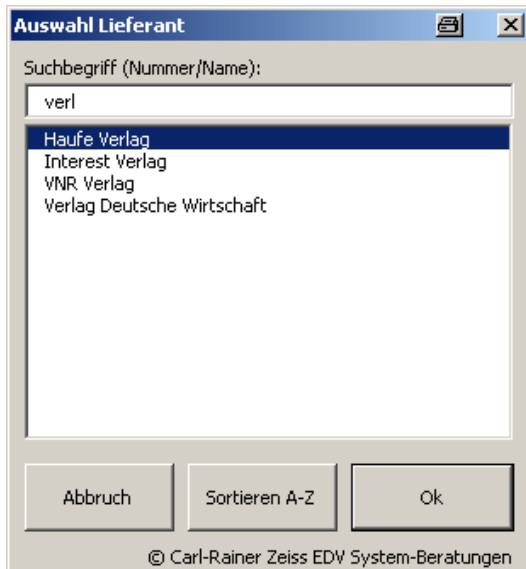 Auswahl Lieferant
Suchbegriff (Nummer/Name):
verl
Haufe Verlag
Interest Verlag
VNR Verlag
Verlag Deutsche Wirtschaft
Abbruch Sortieren A-Z Ok
© Carl-Rainer Zeiss EDV System-Beratungen